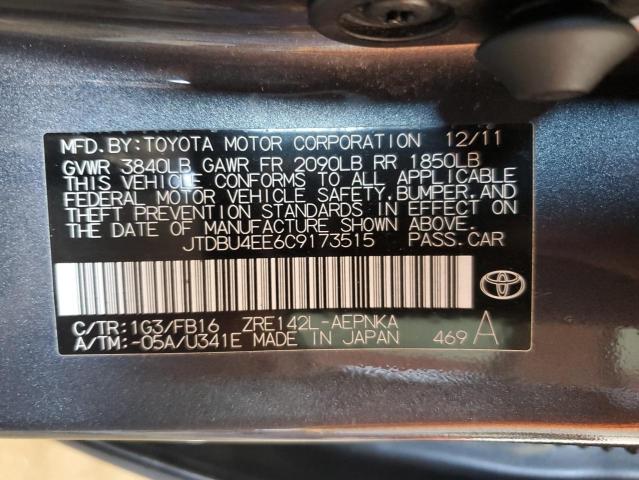 MFD.BY:TOYOTA MOTOR CORPORATION 12/11
GVWR 3840LB GAWR FR 2090LB RR 1850LB
THIS VEHICLE CONFORMS TO ALL APPLICABLE
FEDERAL MOTOR VEHICLE SAFETY,BUMPER,AND
THEFT PREVENTION STANDARDS IN EFFECT ON
THE DATE OF MANUFACTURE SHOWN ABOVE.
JTDBU4EE6C9173515 PASS.CAR
C/TR:1G3/FB16 ZRE142L-AEPNKA
A/TM:-05A/U341E MADE IN JAPAN 469 A